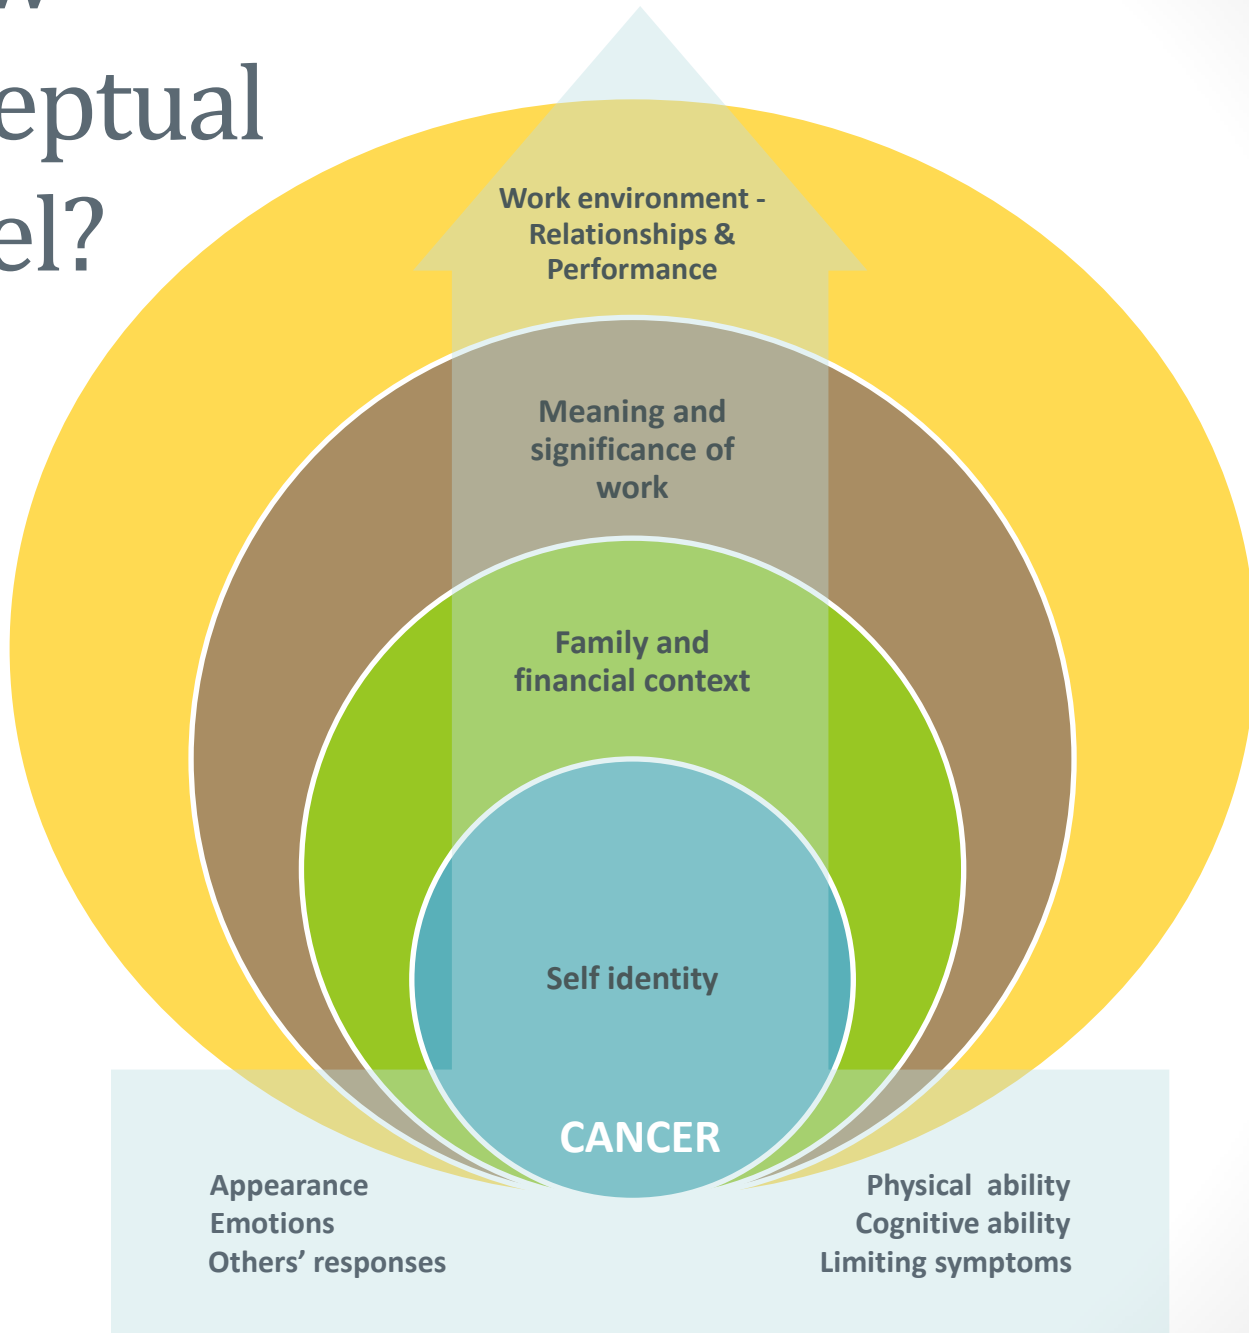 w
eptual
el?
Work environment -
Relationships &
Performance
Meaning and
significance of
work
Family and
financial context
Self identity
CANCER
Appearance
Emotions
Others’ responses
Physical  ability
Cognitive ability
Limiting symptoms